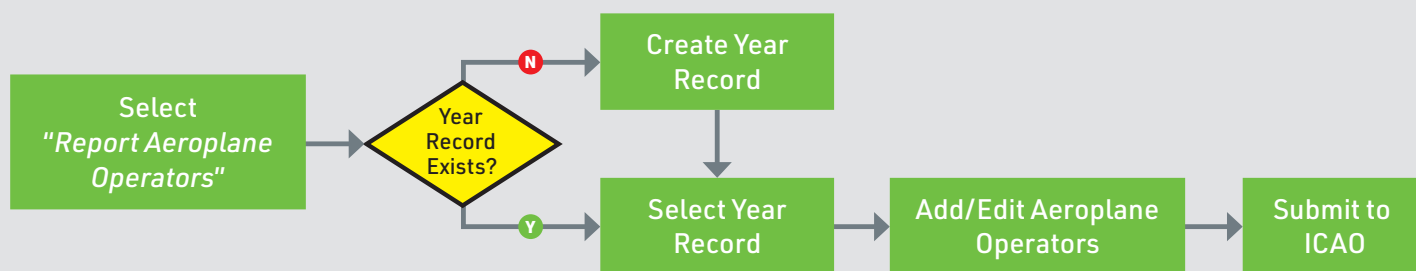 Select
"Report Aeroplane
Operators"
Year
Record
Exists?
N
Create Year
Record
Y
Select Year
Record
Add/Edit Aeroplane
Operators
Submit to
ICAO